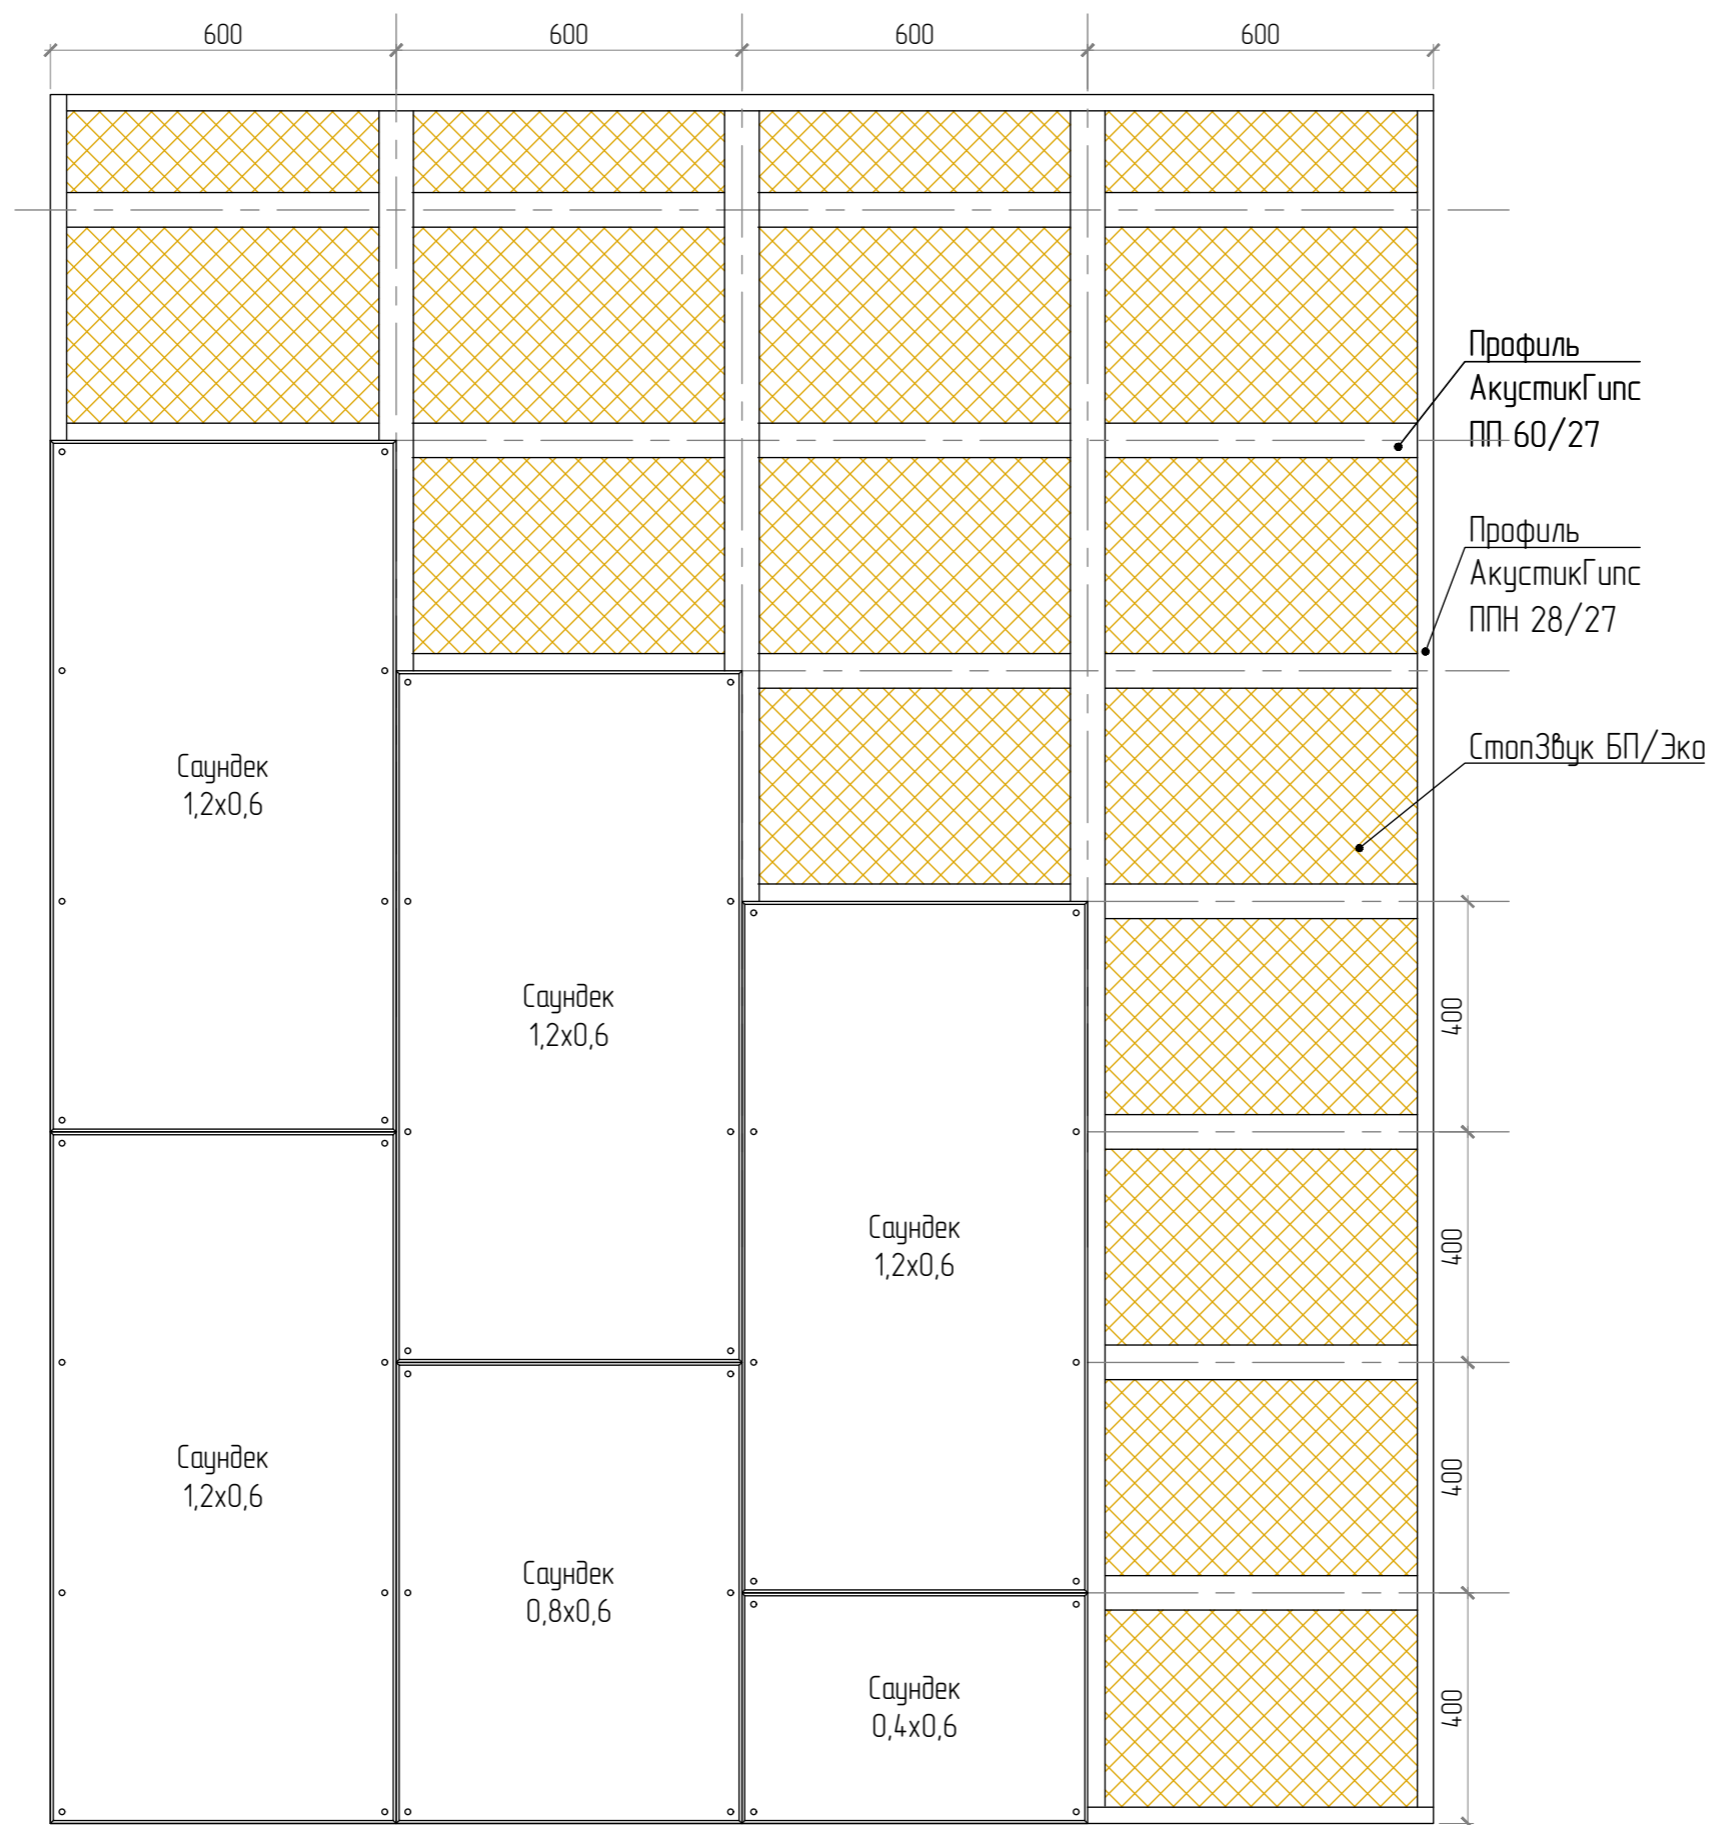 600
600
600
600
Профиль
АкустикГипс
ПП 60/27
Профиль
АкустикГипс
ППН 28/27
СтопЗвук БП/Эко
Саундек
1,2х0,6
Саундек
1,2х0,6
400
Саундек
1,2х0,6
400
Саундек
1,2х0,6
400
Саундек
0,8х0,6
Саундек
0,4х0,6
400